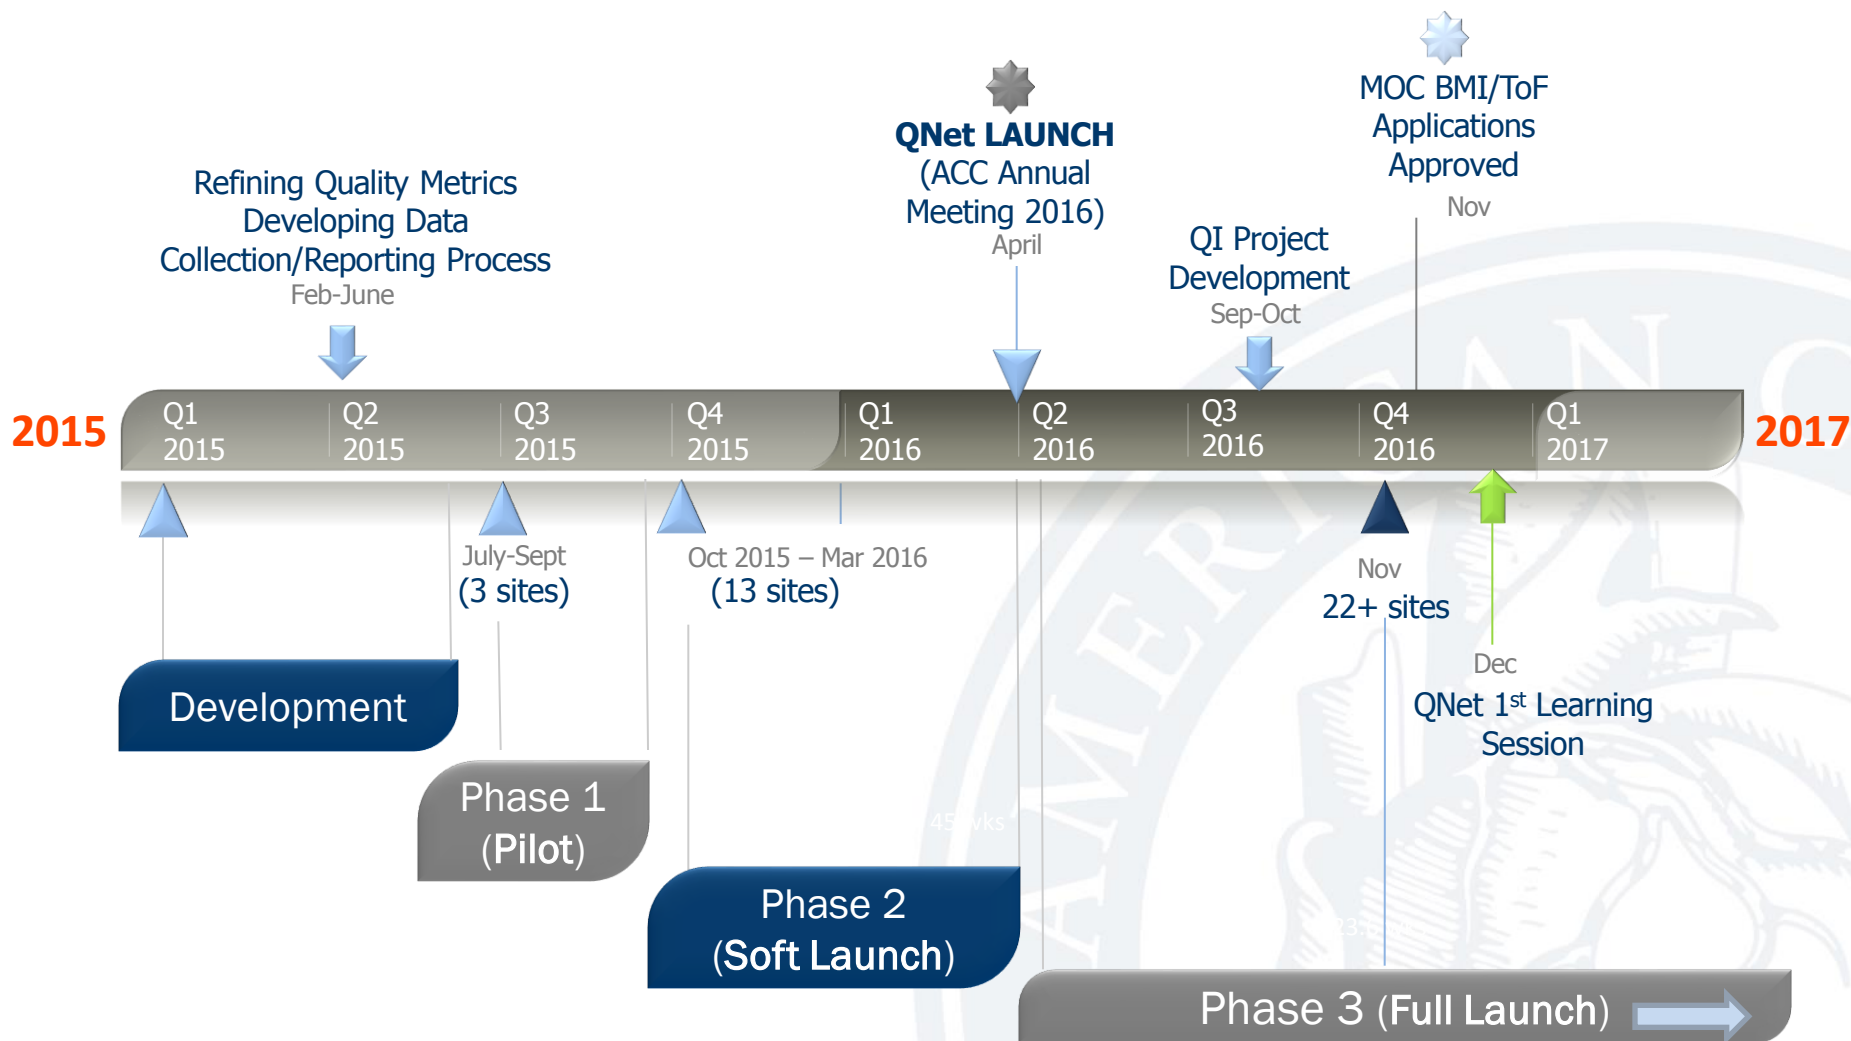 MOC BMI/ToF
Applications
Approved
Nov
QNet LAUNCH
(ACC Annual
Meeting 2016)
April
Refining Quality Metrics
Developing Data
Collection/Reporting Process
Feb-June
QI Project
Development
Sep-Oct
2015
Q1
2015
Q2
2015
Q3
2015
Q4
2015
Q1
2016
Q2
2016
Q3
2016
Q4
2016
Q1
2017
2017
July-Sept
(3 sites)
Oct 2015 – Mar 2016
(13 sites)
Nov
22+ sites
Dec
QNet 1st Learning
Session
Development
Phase 1
(Pilot)
Phase 2
(Soft Launch)
Phase 3 (Full Launch)
AMERICAN